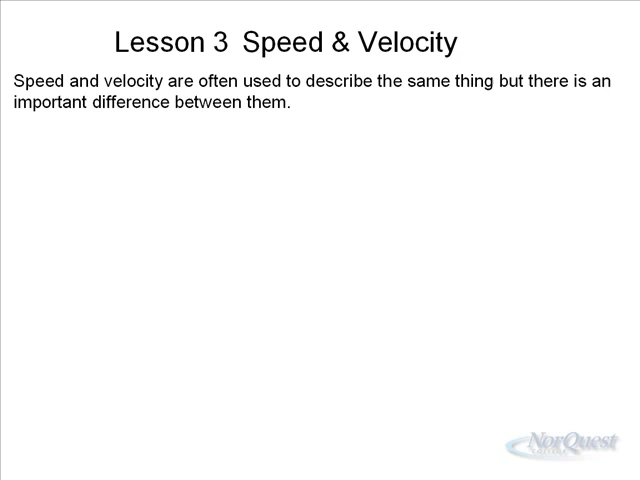 Lesson 3 Speed & Velocity
Speed and velocity are often used to describe the same thing but there is an
important difference between them.
NorQuest
COLLEGE